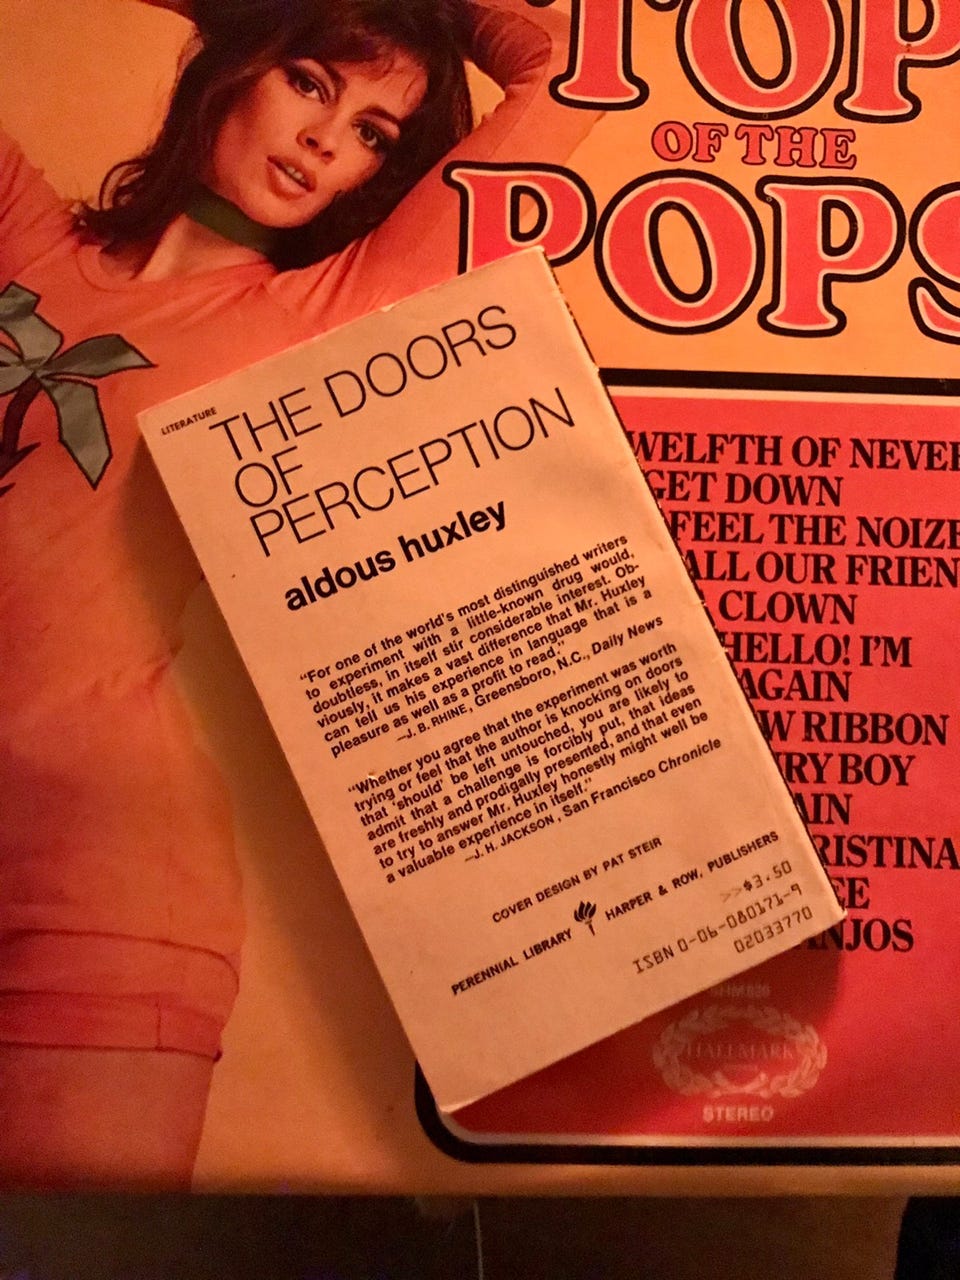 TOP
OF THE
POPS
LITERATURE
THE DOORS
OF
PERCEPTION
aldous huxley
“For one of the world's most distinguished writers
to experiment with a little-known drug would,
doubtless, in itself stir considerable interest. Ob-
viously, it makes a vast difference that Mr. Huxley
can tell us his experience in language that is a
pleasure as well as a profit to read.”
—J. B. RHINE, Greensboro, N.C., Daily News
“Whether you agree that the experiment was worth
trying or feel that the author is knocking on doors
that 'should' be left untouched, you are likely to
admit that a challenge is forcibly put, that ideas
are freshly and prodigally presented, and that even
to try to answer Mr. Huxley honestly might well be
a valuable experience in itself.”
—J. H. JACKSON, San Francisco Chronicle
COVER DESIGN BY PAT STEIR
PERENNIAL LIBRARY HARPER & ROW, PUBLISHERS
>>$3.50
ISBN 0-06-080171-9
02033770
WELFTH OF NEVER
GET DOWN
FEEL THE NOIZE
ALL OUR FRIEN
A CLOWN
HELLO! I'M
AGAIN
W RIBBON
RY BOY
AIN
RISTINA
EE
NJOS
SHM 828
HALLMARK
STEREO